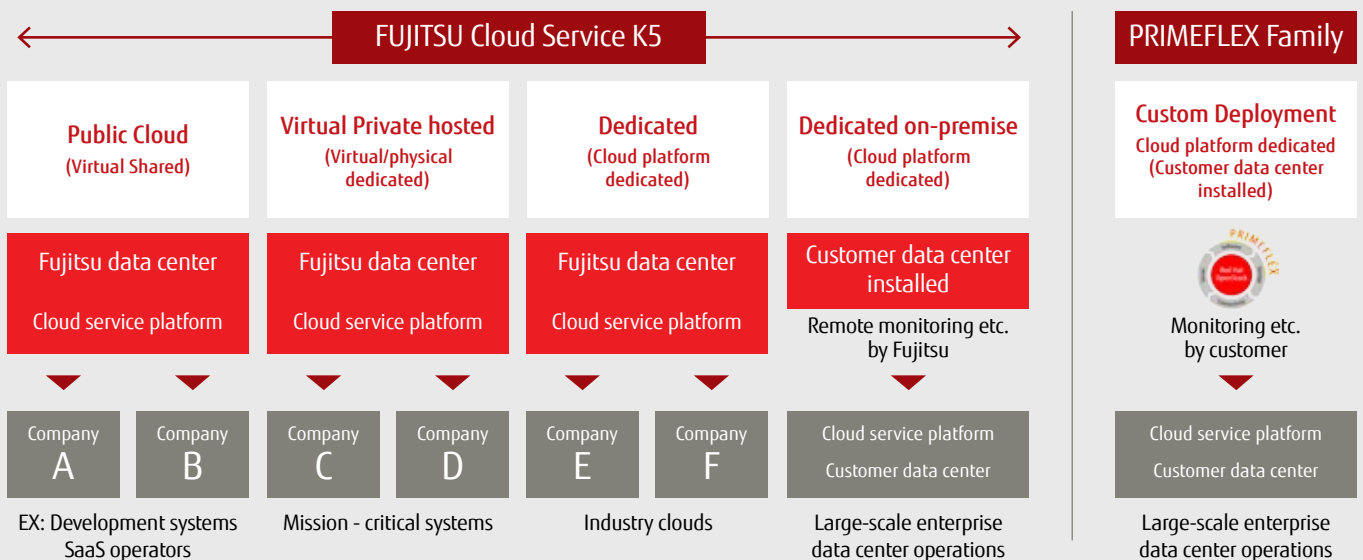 FUJITSU Cloud Service K5
PRIMEFLEX Family
Public Cloud
(Virtual Shared)
Virtual Private hosted
(Virtual/physical
dedicated)
Dedicated
(Cloud platform
dedicated)
Dedicated on-premise
(Cloud platform
dedicated)
Custom Deployment
Cloud platform dedicated
(Customer data center
installed)
Fujitsu data center
Cloud service platform
Fujitsu data center
Cloud service platform
Fujitsu data center
Cloud service platform
Customer data center
installed
Remote monitoring etc.
by Fujitsu
PRIMEFLEX
Red Hat
OpenStack
Monitoring etc.
by customer
Company
A
Company
B
Company
C
Company
D
Company
E
Company
F
Cloud service platform
Customer data center
Cloud service platform
Customer data center
EX: Development systems
SaaS operators
Mission - critical systems
Industry clouds
Large-scale enterprise
data center operations
Large-scale enterprise
data center operations